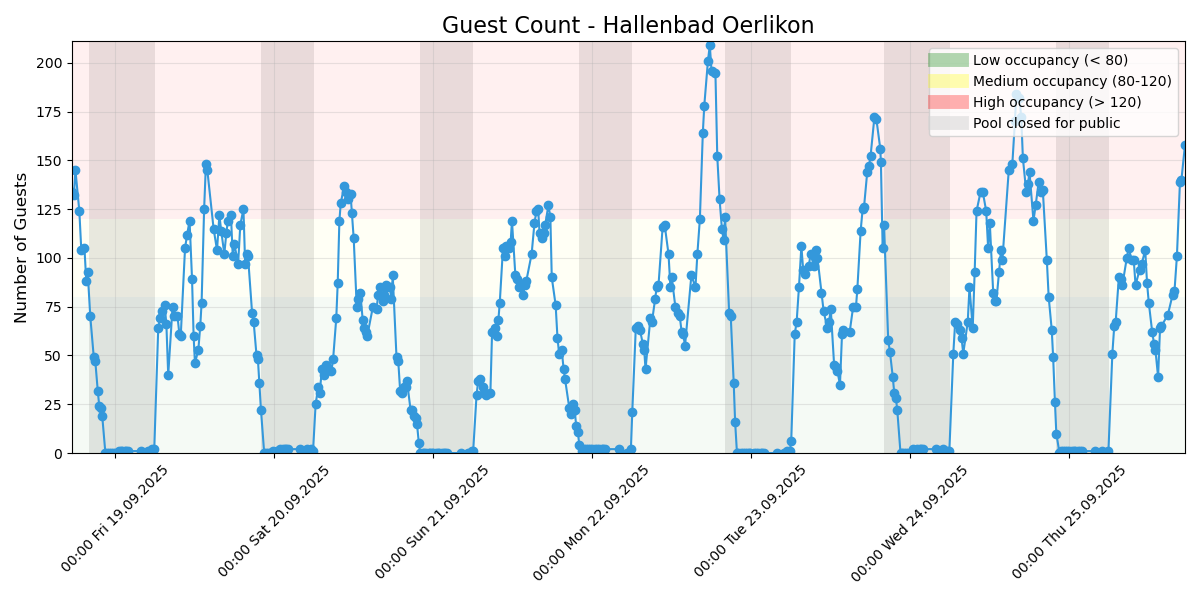 Guest Count - Hallenbad Oerlikon
Number of Guests
200
175
150
125
100
75
50
25
0
Low occupancy (< 80)
Medium occupancy (80-120)
High occupancy (> 120)
Pool closed for public
00:00 Fri 19.09.2025
00:00 Sat 20.09.2025
00:00 Sun 21.09.2025
00:00 Mon 22.09.2025
00:00 Tue 23.09.2025
00:00 Wed 24.09.2025
00:00 Thu 25.09.2025